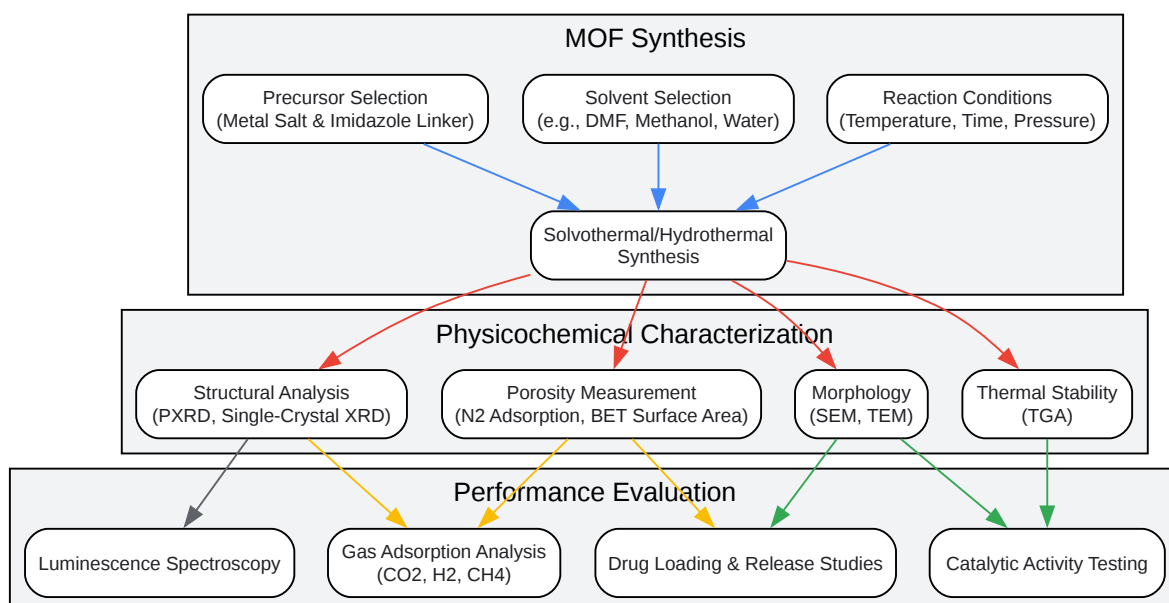 MOF Synthesis
Precursor Selection
(Metal Salt & Imidazole Linker)
Solvent Selection
(e.g., DMF, Methanol, Water)
Reaction Conditions
(Temperature, Time, Pressure)
Solvothermal/Hydrothermal
Synthesis
Physicochemical Characterization
Structural Analysis
(PXRD, Single-Crystal XRD)
Porosity Measurement
(N2 Adsorption, BET Surface Area)
Morphology
(SEM, TEM)
Thermal Stability
(TGA)
Performance Evaluation
Luminescence Spectroscopy
Gas Adsorption Analysis
(CO2, H2, CH4)
Drug Loading & Release Studies
Catalytic Activity Testing